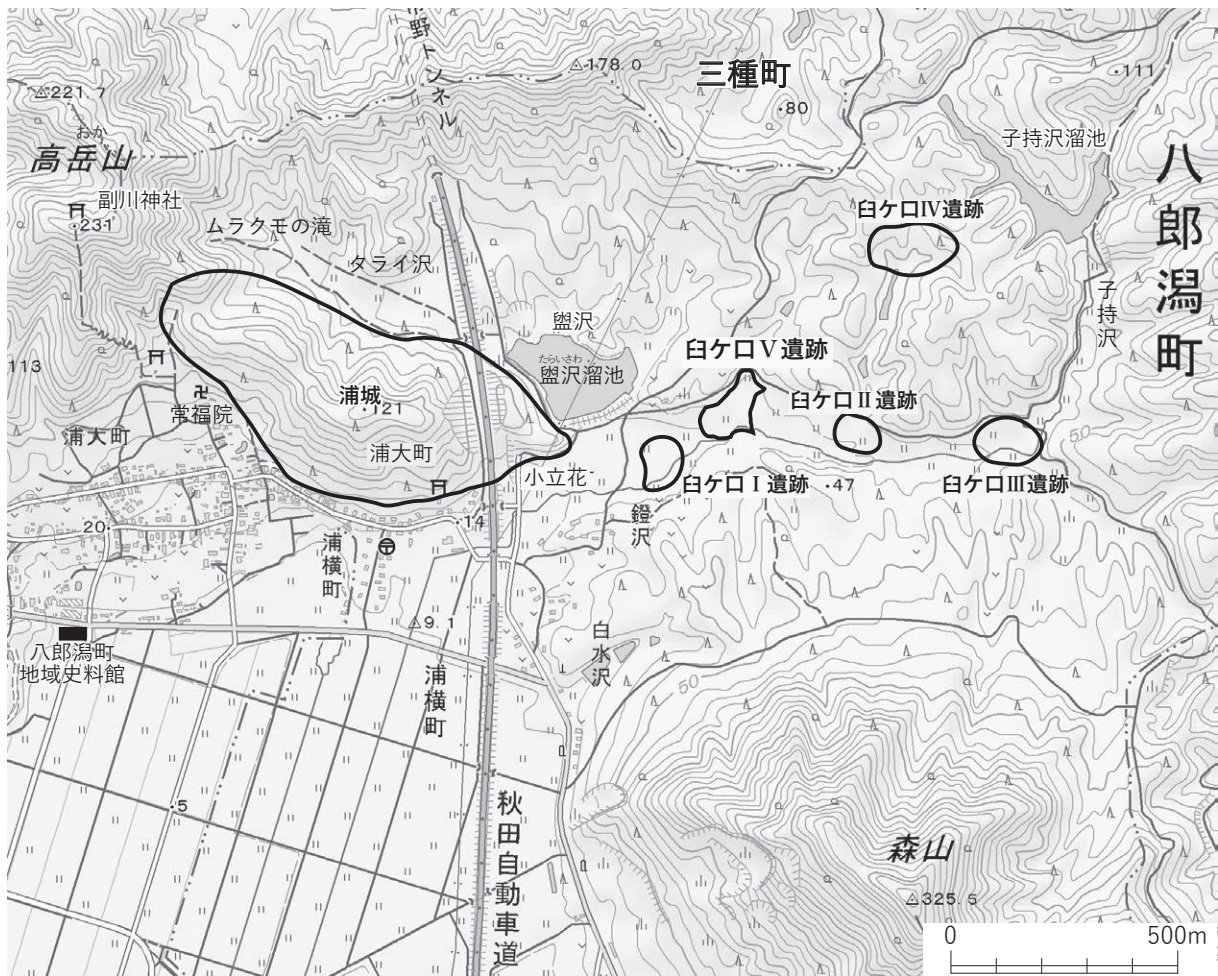 野トンネル
△178.0
三種町
・111
△221.7
・80
おか
高岳山
子持沢溜池
八郎潟町
副川神社
・231
臼ケ口Ⅳ遺跡
ムラクモの滝
タライ沢
子持沢
盥沢
臼ケ口Ⅴ遺跡
113
たらいさわ
盥沢溜池
臼ケ口Ⅱ遺跡
浦城
・121
常福院
浦大町
50
浦大町
小立花
臼ケ口Ⅰ遺跡
・47
臼ケ口Ⅲ遺跡
鐙沢
20
・14
浦横町
△9.1
白水沢
八郎潟町
地域史料館
浦横町
50
・5
秋田自動車道
森山
△325.5
0
500m